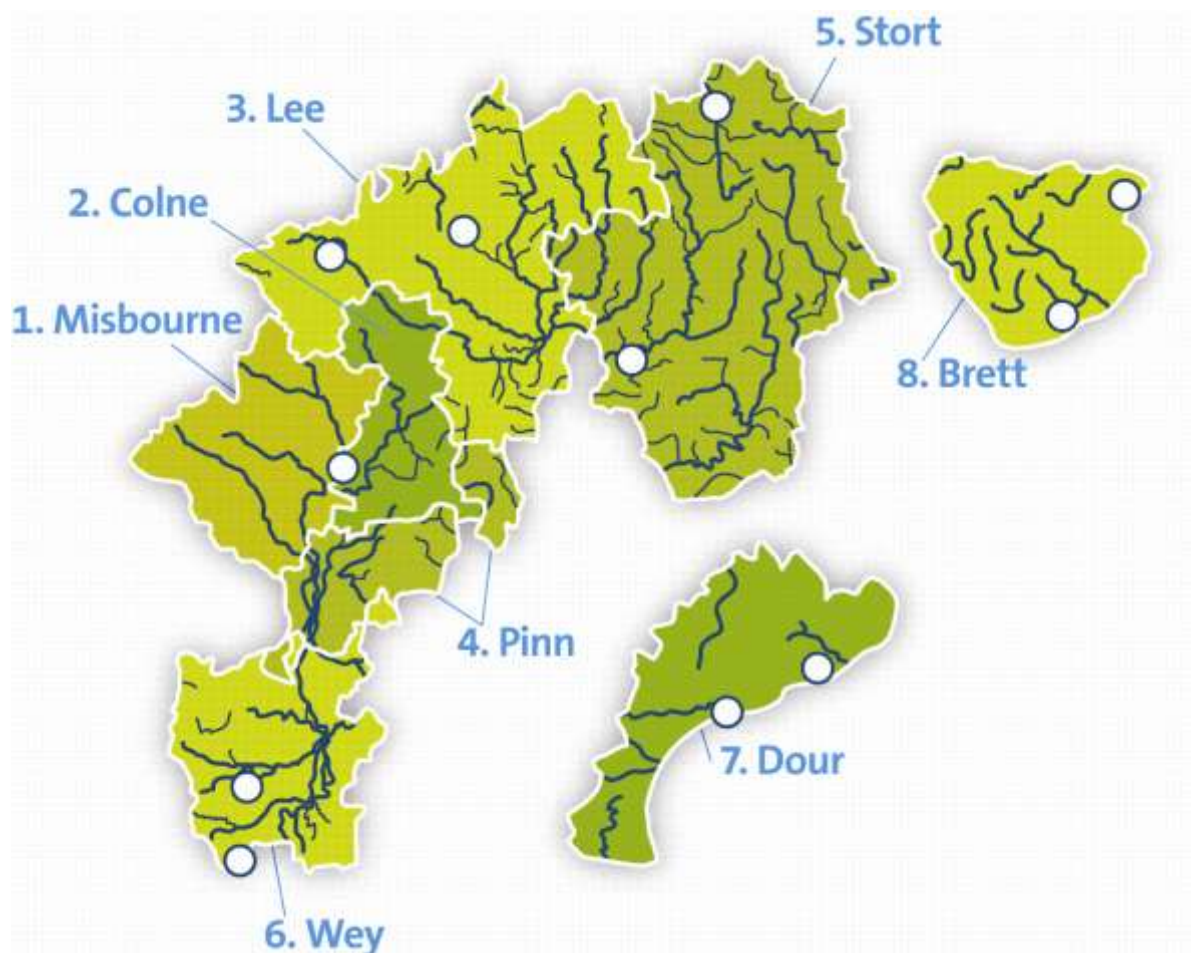 5. Stort
3. Lee
2. Colne
1. Misbourne
8. Brett
4. Pinn
7. Dour
6. Wey